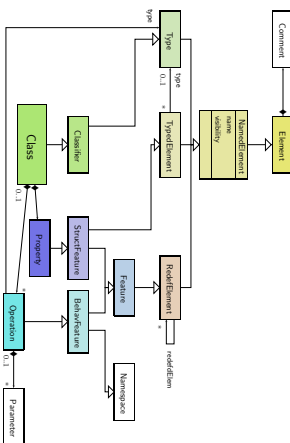 Comment
Element
NamedElement
name
visibility
type
Type
type
0..1
*
TypedElement
RedefElement
*
redefdElem
Feature
Namespace
Classifier
StructFeature
BehavFeature
Class
0..1
Property
*
Operation
0..1
*
Parameter